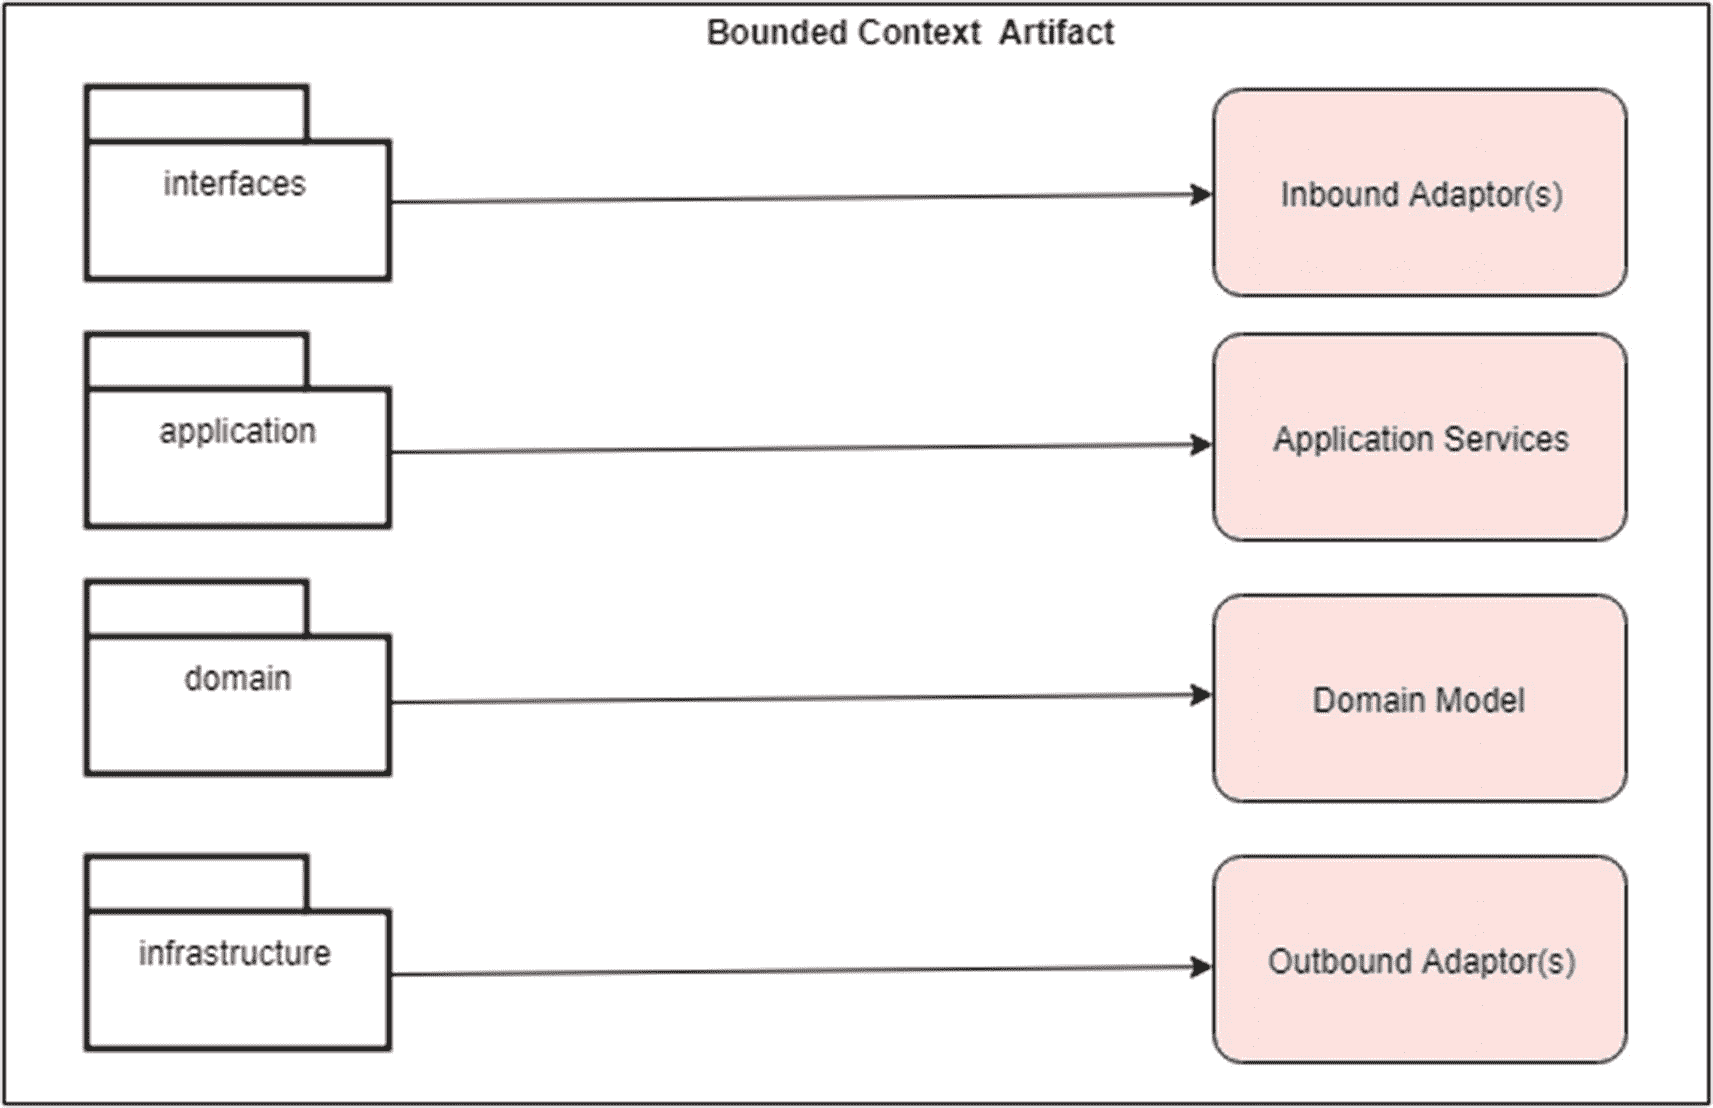 Bounded Context Artifact
interfaces
Inbound Adaptor(s)
application
Application Services
domain
Domain Model
infrastructure
Outbound Adaptor(s)